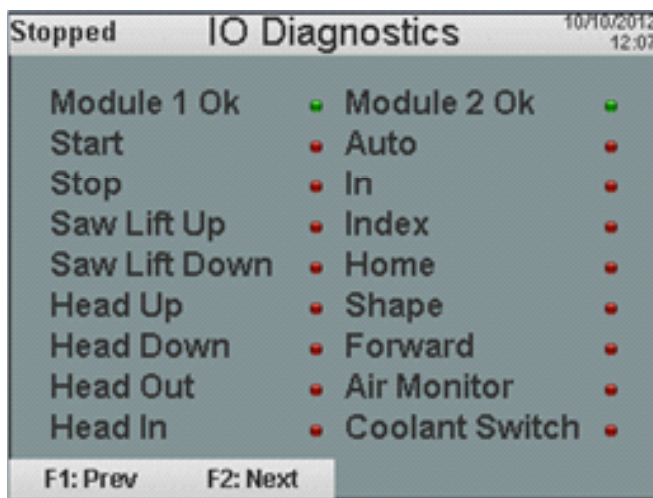 Stopped IO Diagnostics 10/10/2012
12:07
Module 1 Ok Module 2 Ok
Start Auto
Stop In
Saw Lift Up Index
Saw Lift Down Home
Head Up Shape
Head Down Forward
Head Out Air Monitor
Head In Coolant Switch
F1: Prev F2: Next